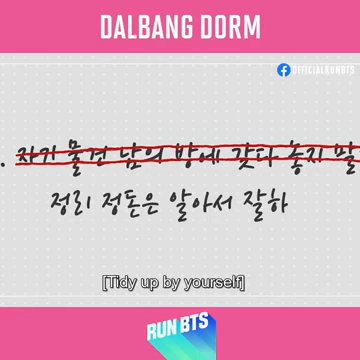 DALBANG DORM
OFFICIALRUNBTS
. 자기 물건 남의 방에 갖다 놓지 말
정리 정돈은 알아서 잘하
[Tidy up by yourself]
RUN BTS